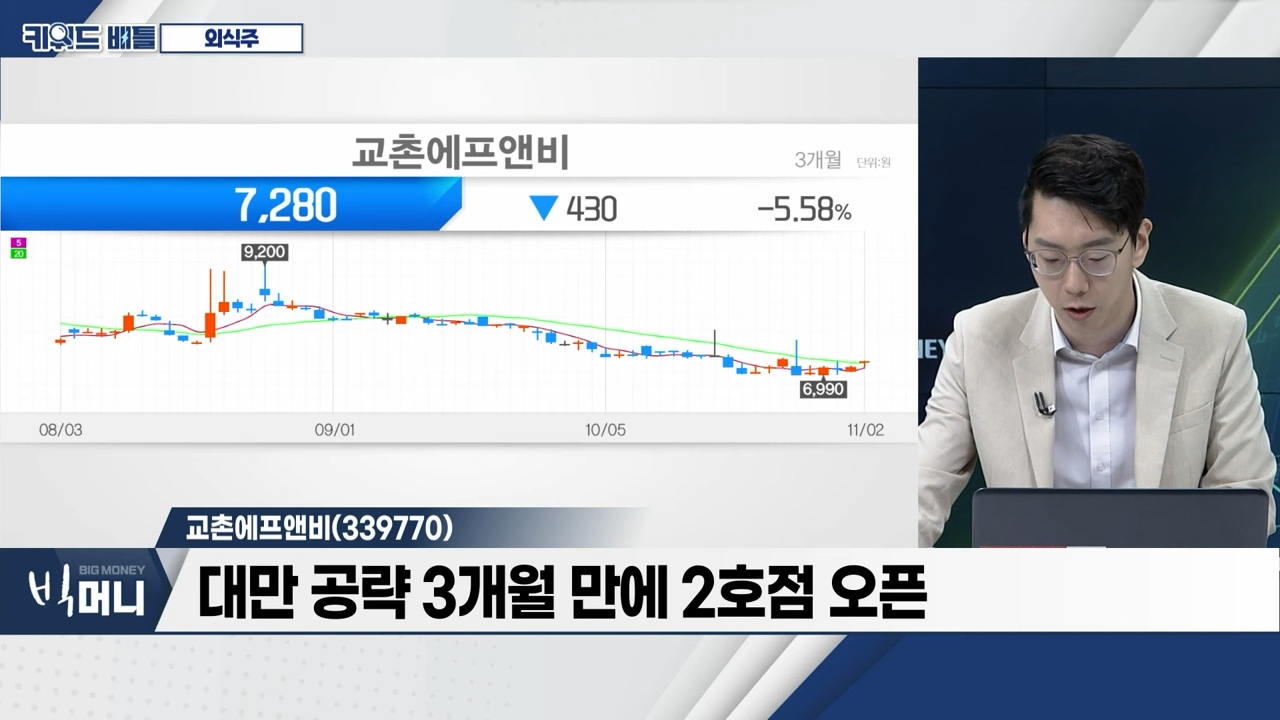 키워드 배틀 외식주
교촌에프앤비
3개월 단위:원
7,280 ▼ 430 -5.58%
5
20
9,200
6,990
08/03 09/01 10/05 11/02
교촌에프앤비(339770)
BIG MONEY
빅머니
대만 공략 3개월 만에 2호점 오픈